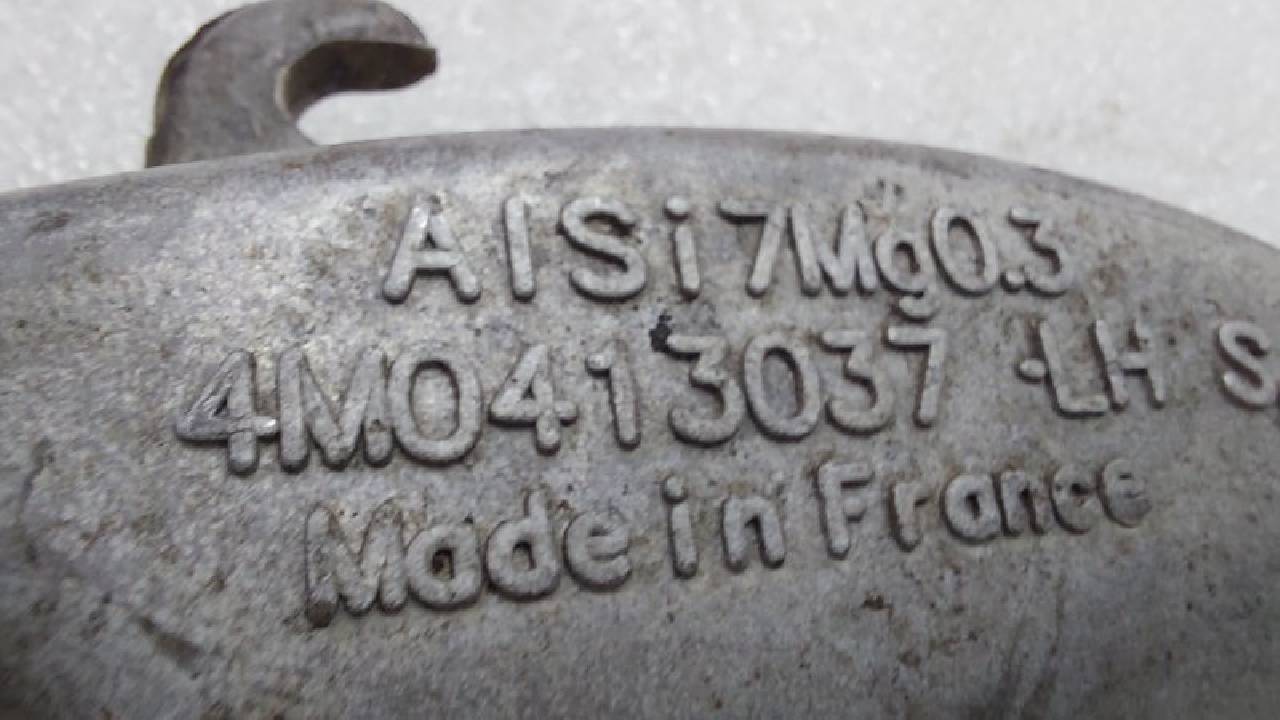 AlSi7Mg0.3
4M0413037 -LH S
Made in France